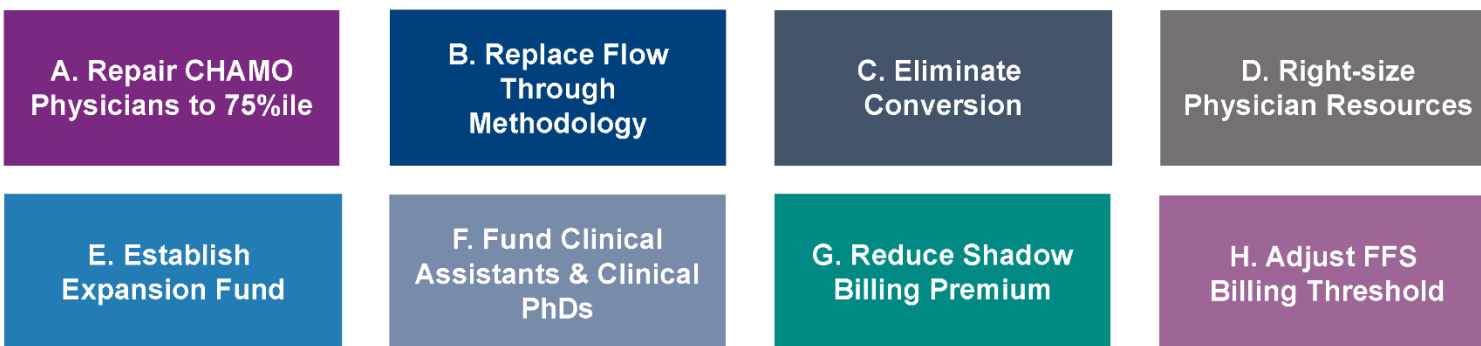 A. Repair CHAMO
Physicians to 75%ile
B. Replace Flow
Through
Methodology
C. Eliminate
Conversion
D. Right-size
Physician Resources
E. Establish
Expansion Fund
F. Fund Clinical
Assistants & Clinical
PhDs
G. Reduce Shadow
Billing Premium
H. Adjust FFS
Billing Threshold